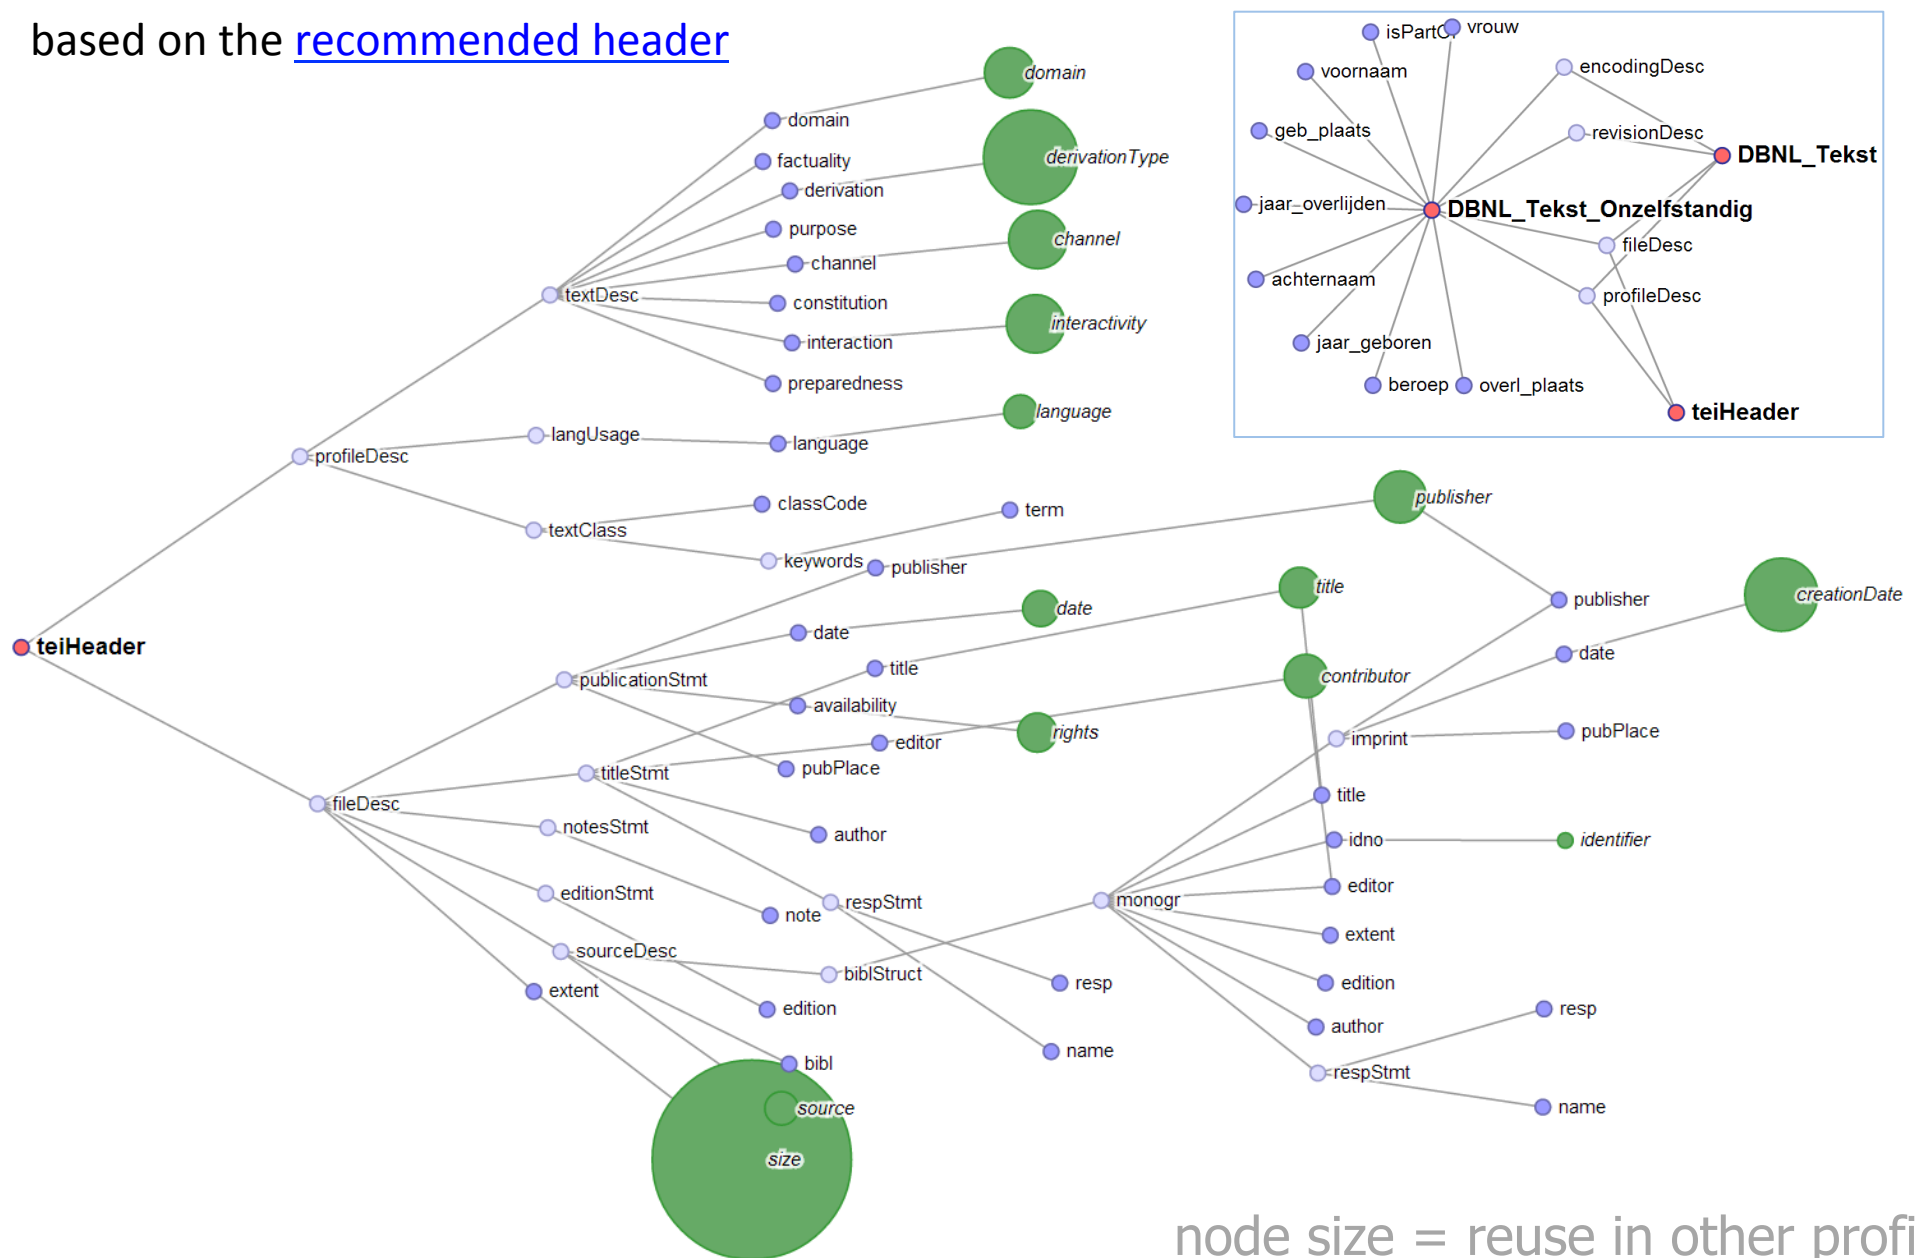 based on the recommended header
domain
domain
factuality
derivationType
derivation
purpose
channel
channel
textDesc
constitution
interactivity
interaction
preparedness
language
langUsage
language
profileDesc
classCode
term
textClass
keywords
publisher
publisher
publisher
date
date
title
title
creationDate
date
teiHeader
publicationStmt
contributor
availability
rights
editor
pubPlace
imprint
pubPlace
titleStmt
fileDesc
title
notesStmt
author
idno
identifier
editionStmt
note
respStmt
monogr
editor
extent
sourceDesc
biblStruct
resp
edition
extent
edition
resp
author
name
bibl
respStmt
name
source
size
isPartO
vrouw
voornaam
encodingDesc
geb_plaats
revisionDesc
DBNL_Tekst
jaar_overlijden
DBNL_Tekst_Onzelfstandig
fileDesc
achternaam
profileDesc
jaar_geboren
beroep
overl_plaats
teiHeader
node size = reuse in other profi